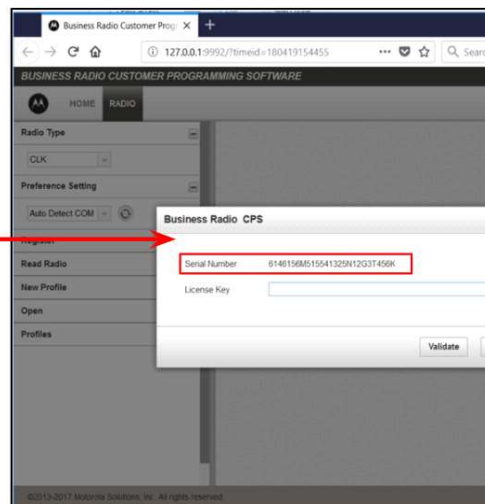 Business Radio Customer Prog
127.0.0.1:9992/?timeid=180419154455
Sear
BUSINESS RADIO CUSTOMER PROGRAMMING SOFTWARE
HOME RADIO
Radio Type
CLK
Preference Setting
Auto Detect COM
Register
Read Radio
New Profile
Open
Profiles
Business Radio CPS
Serial Number 6146156M515541325N12G3T456K
License Key
Validate
©2013-2017 Motorola Solutions, Inc. All rights reserved.